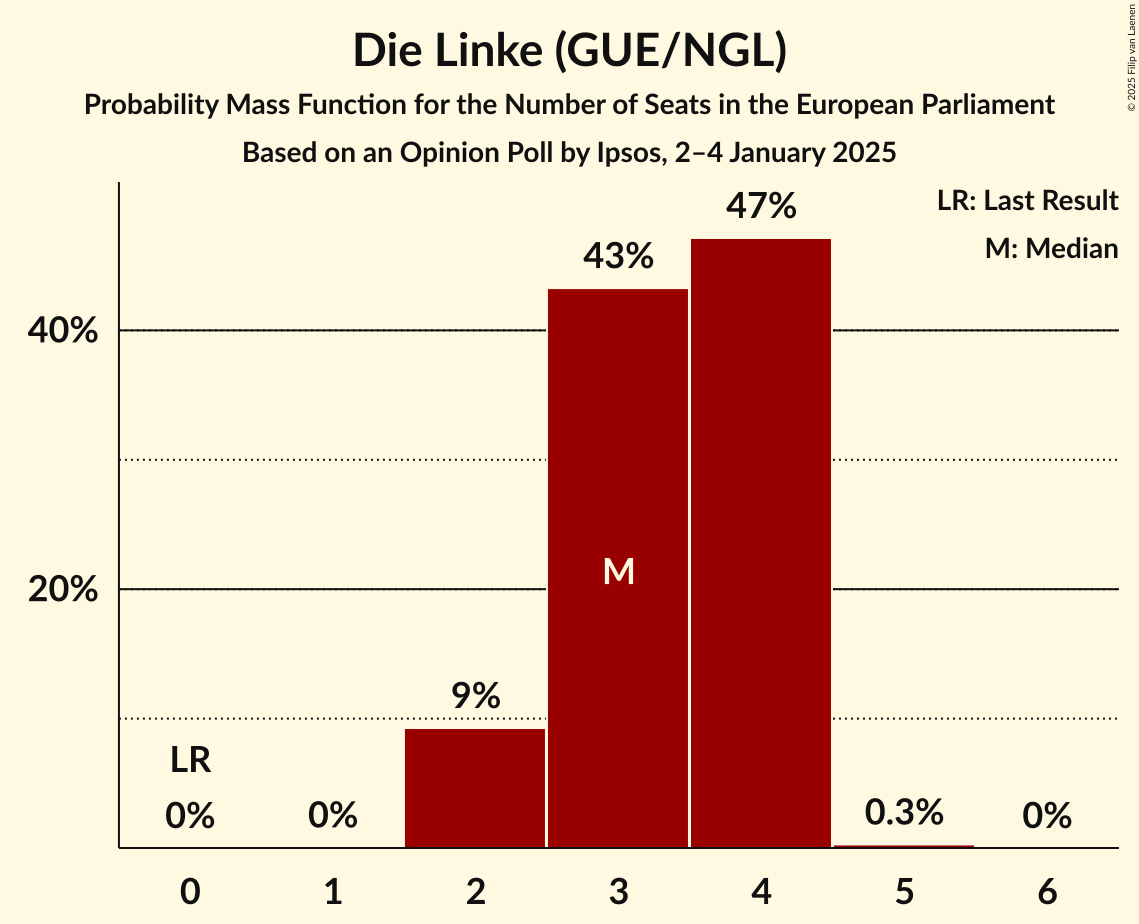 Die Linke (GUE/NGL)
Probability Mass Function for the Number of Seats in the European Parliament
Based on an Opinion Poll by Ipsos, 2–4 January 2025
© 2025 Filip van Laenen
LR: Last Result
M: Median
47%
43%
40%
M
20%
9%
LR
0%
0%
0.3%
0%
0
1
2
3
4
5
6